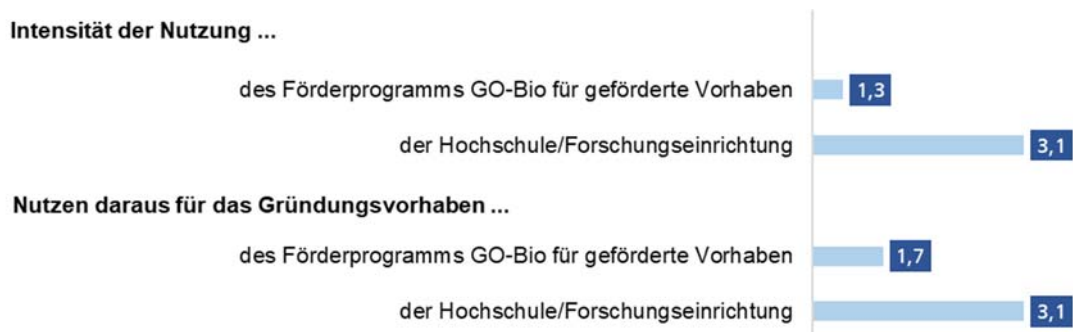 Intensität der Nutzung ...
des Förderprogramms GO-Bio für geförderte Vorhaben 1,3
der Hochschule/Forschungseinrichtung 3,1
Nutzen daraus für das Gründungsvorhaben ...
des Förderprogramms GO-Bio für geförderte Vorhaben 1,7
der Hochschule/Forschungseinrichtung 3,1